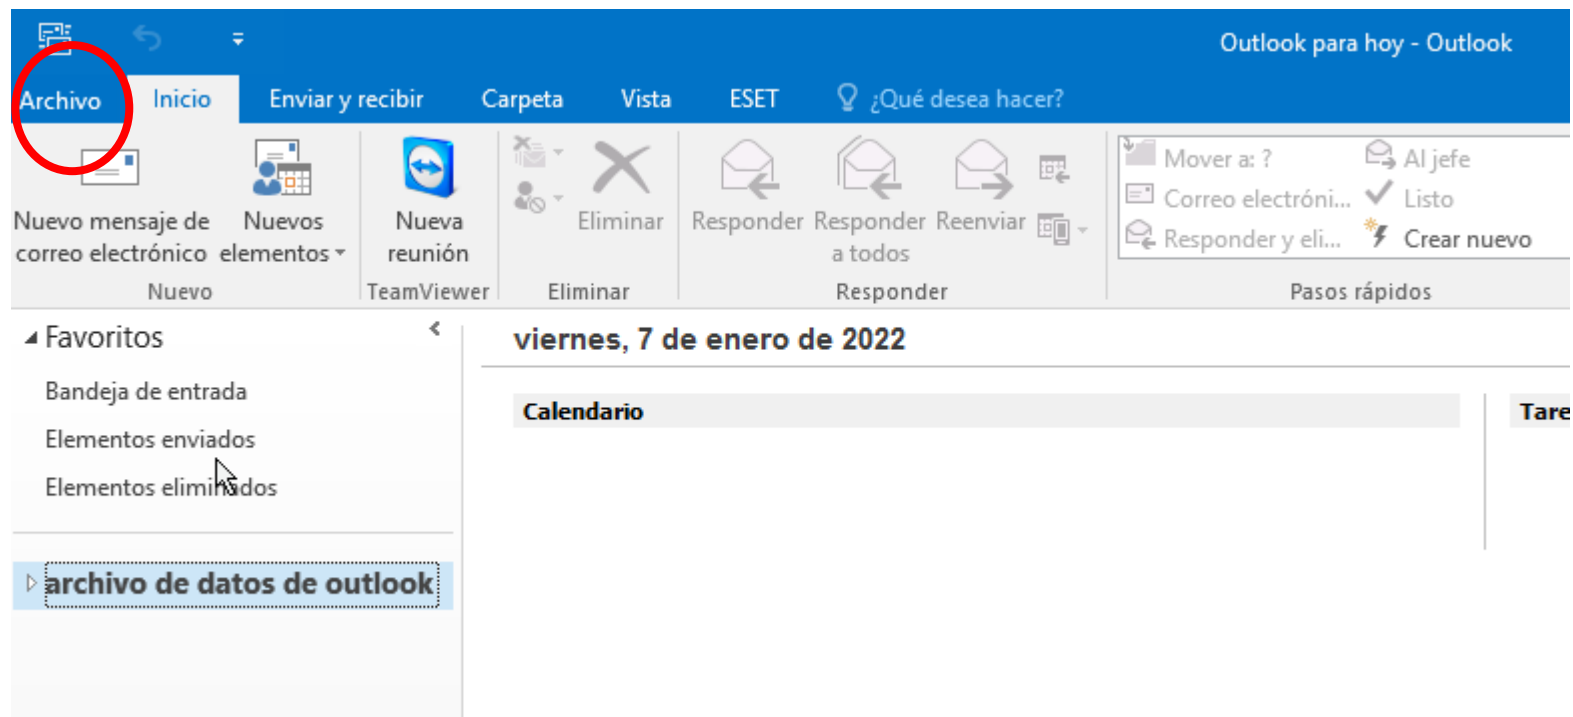 Outlook para hoy - Outlook
Archivo Inicio Enviar y recibir Carpeta Vista ESET ¿Qué desea hacer?
Nuevo mensaje de correo electrónico
Nuevos elementos
Nueva reunión
Eliminar
Responder
Responder a todos
Reenviar
Mover a: ?
Correo electróni...
Responder y eli...
Al jefe
Listo
Crear nuevo
Nuevo TeamViewer Eliminar Responder Pasos rápidos
Favoritos
Bandeja de entrada
Elementos enviados
Elementos eliminados
archivo de datos de outlook
viernes, 7 de enero de 2022
Calendario
Tare